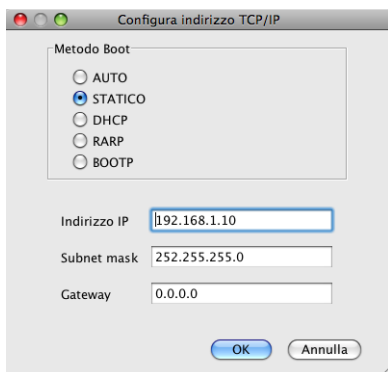 Configura indirizzo TCP/IP
Metodo Boot
AUTO
STATICO
DHCP
RARP
BOOTP
Indirizzo IP 192.168.1.10
Subnet mask 252.255.255.0
Gateway 0.0.0.0
OK Annulla